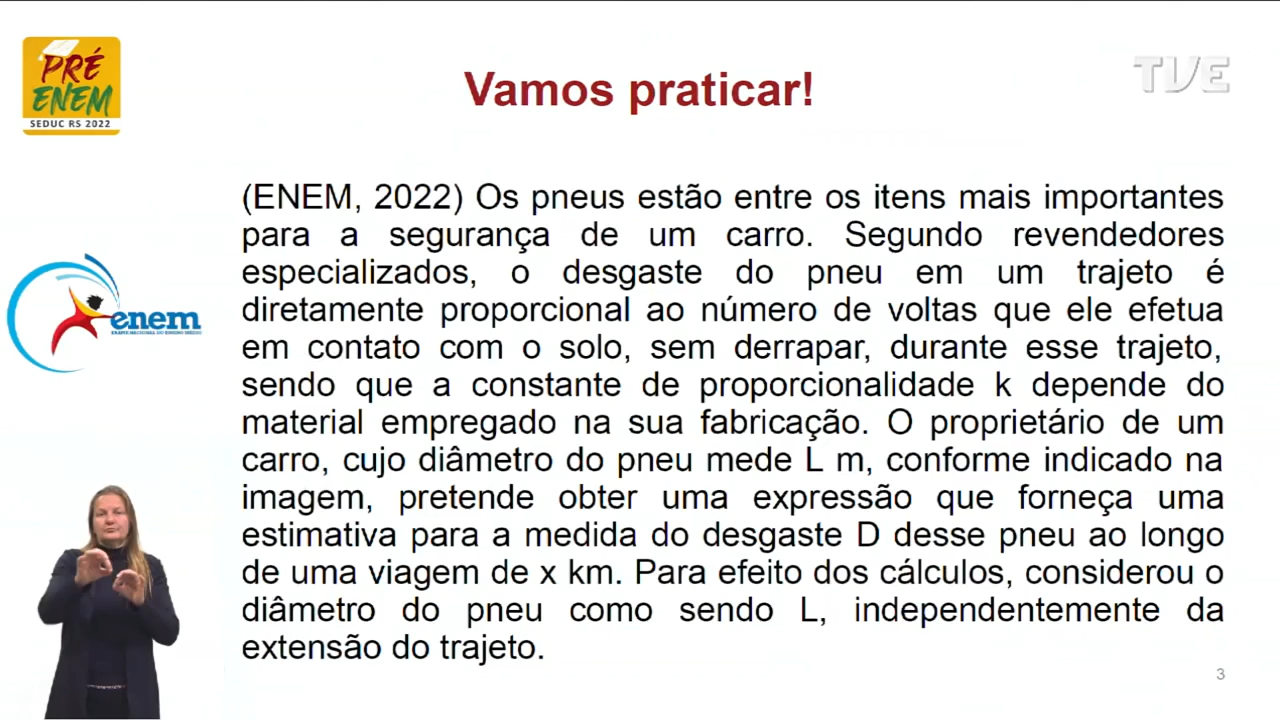 PRÉ
ENEM
SEDUC RS 2022
Vamos praticar!
TVE
(ENEM, 2022) Os pneus estão entre os itens mais importantes
para a segurança de um carro. Segundo revendedores
especializados, o desgaste do pneu em um trajeto é
diretamente proporcional ao número de voltas que ele efetua
em contato com o solo, sem derrapar, durante esse trajeto,
sendo que a constante de proporcionalidade k depende do
material empregado na sua fabricação. O proprietário de um
carro, cujo diâmetro do pneu mede L m, conforme indicado na
imagem, pretende obter uma expressão que forneça uma
estimativa para a medida do desgaste D desse pneu ao longo
de uma viagem de x km. Para efeito dos cálculos, considerou o
diâmetro do pneu como sendo L, independentemente da
extensão do trajeto.
enem
EXAME NACIONAL DO ENSINO MÉDIO
3